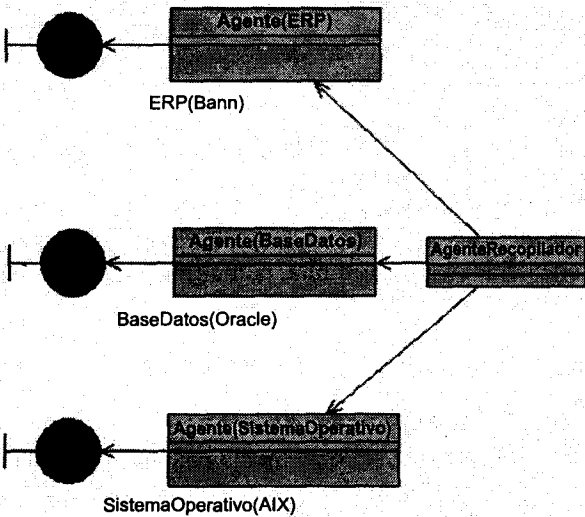 Agente(ERP)
ERP(Bann)
Agente(BaseDatos)
AgenteRecopilador
BaseDatos(Oracle)
Agente(SistemaOperativo)
SistemaOperativo(AIX)